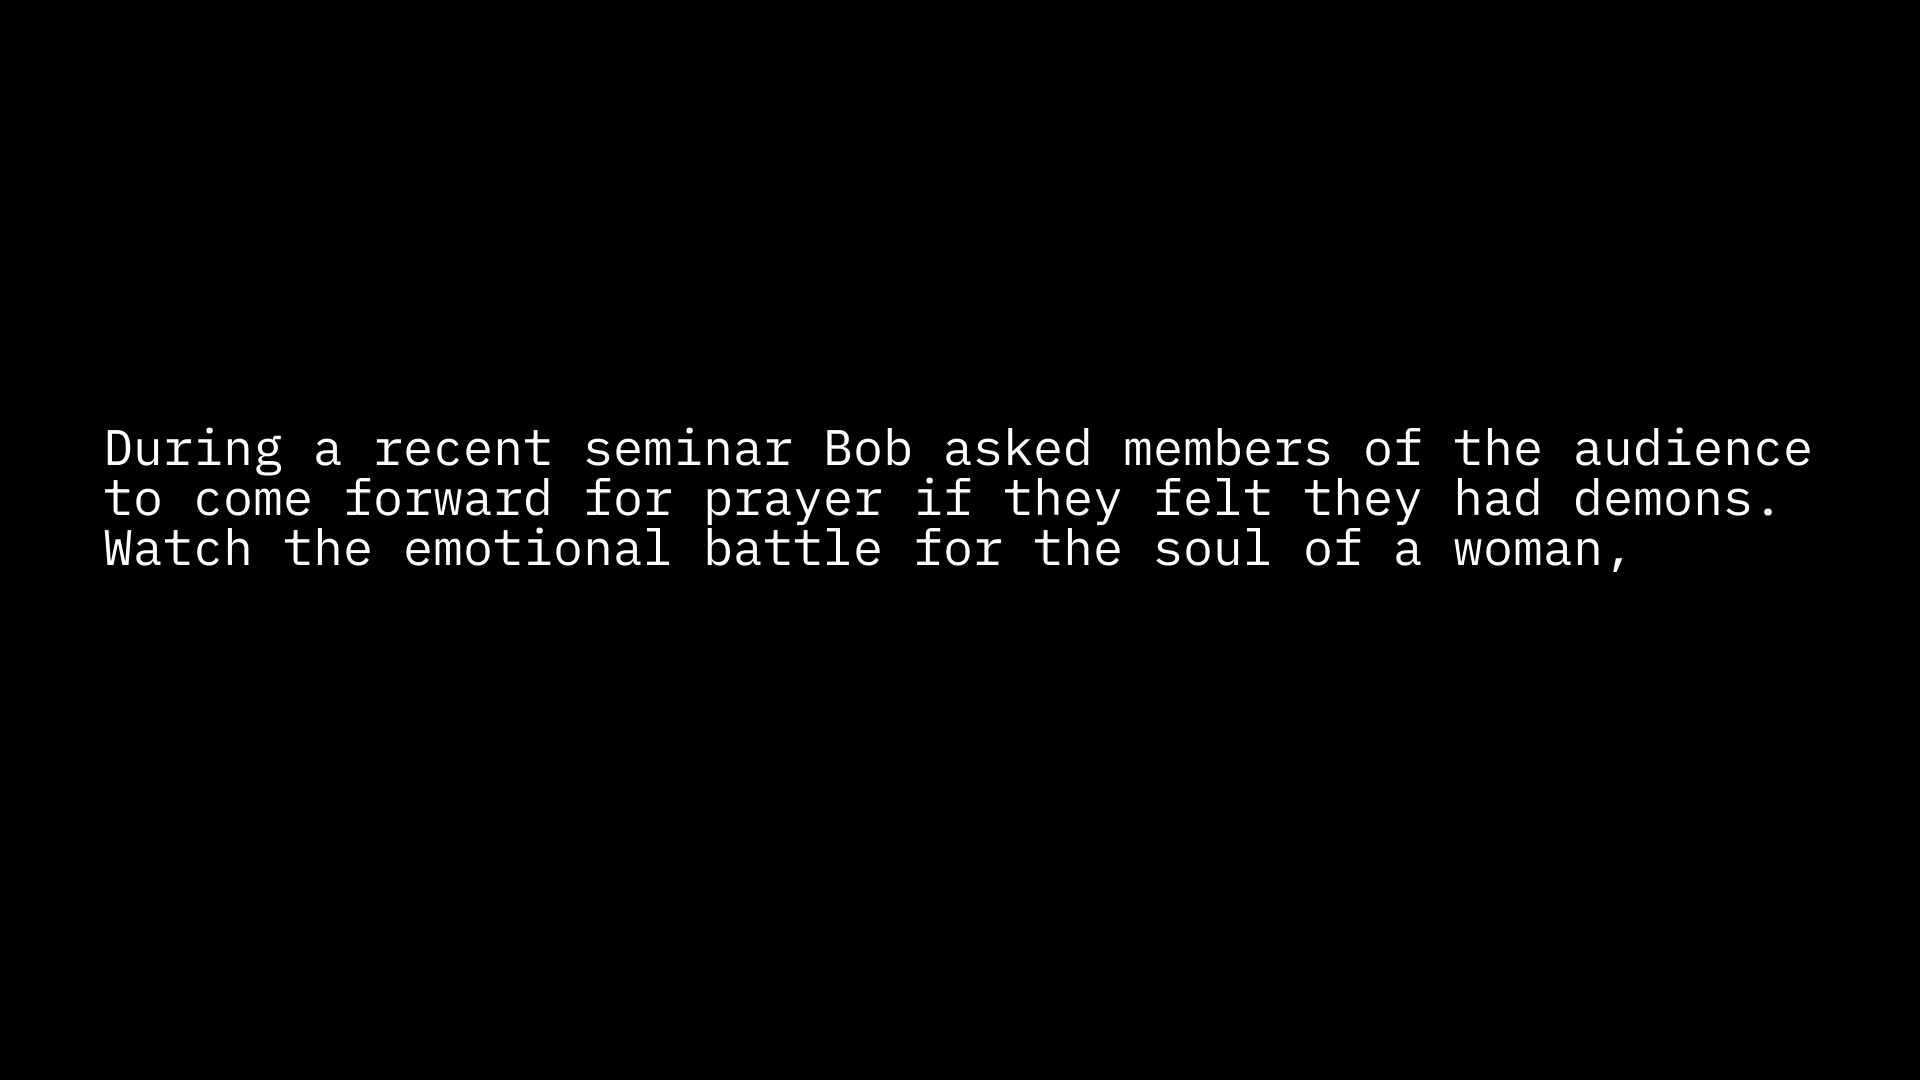 During a recent seminar Bob asked members of the audience
to come forward for prayer if they felt they had demons.
Watch the emotional battle for the soul of a woman,